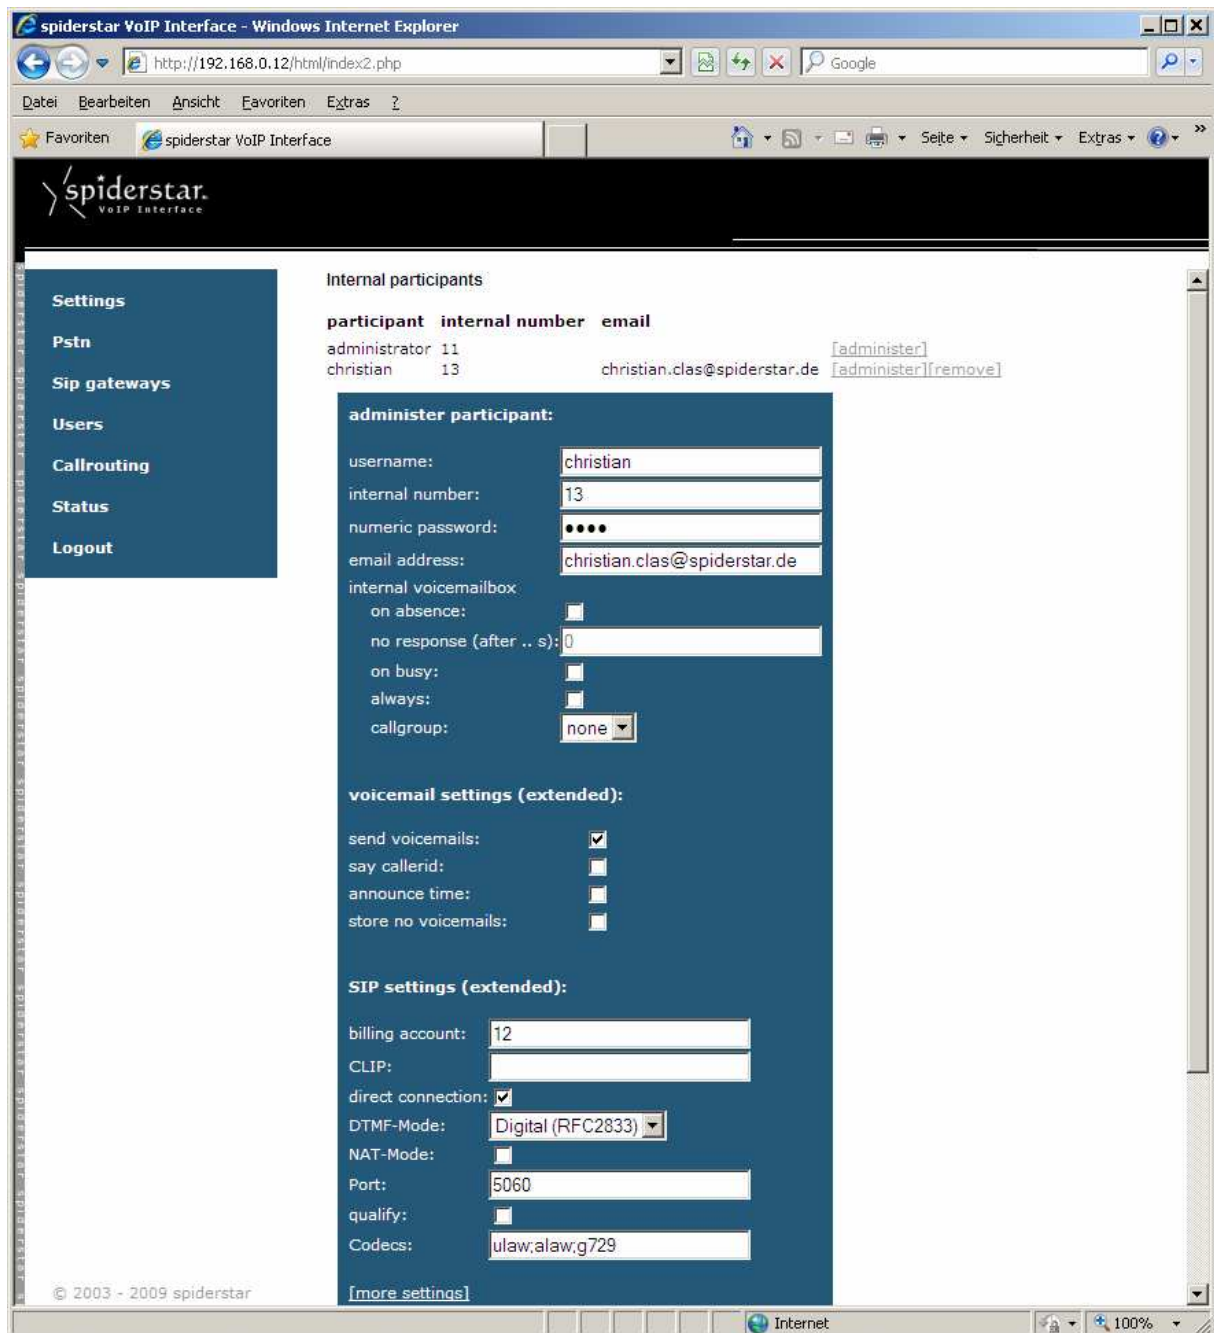 spiderstar VoIP Interface - Windows Internet Explorer
http://192.168.0.12/html/index2.php
Google
Datei Bearbeiten Ansicht Favoriten Extras ?
Favoriten spiderstar VoIP Interface Seite Sicherheit Extras »
spiderstar.
VoIP Interface
Settings
Pstn
Sip gateways
Users
Callrouting
Status
Logout
Internal participants
participant internal number email
administrator 11 [administer]
christian 13 christian.clas@spiderstar.de [administer][remove]
administer participant:
username: christian
internal number: 13
numeric password: ••••
email address: christian.clas@spiderstar.de
internal voicemailbox
on absence:
no response (after .. s): 0
on busy:
always:
callgroup: none
voicemail settings (extended):
send voicemails:
say callerid:
announce time:
store no voicemails:
SIP settings (extended):
billing account: 12
CLIP:
direct connection:
DTMF-Mode: Digital (RFC2833)
NAT-Mode:
Port: 5060
qualify:
Codecs: ulaw;alaw;g729
[more settings]
© 2003 - 2009 spiderstar
Internet 100%